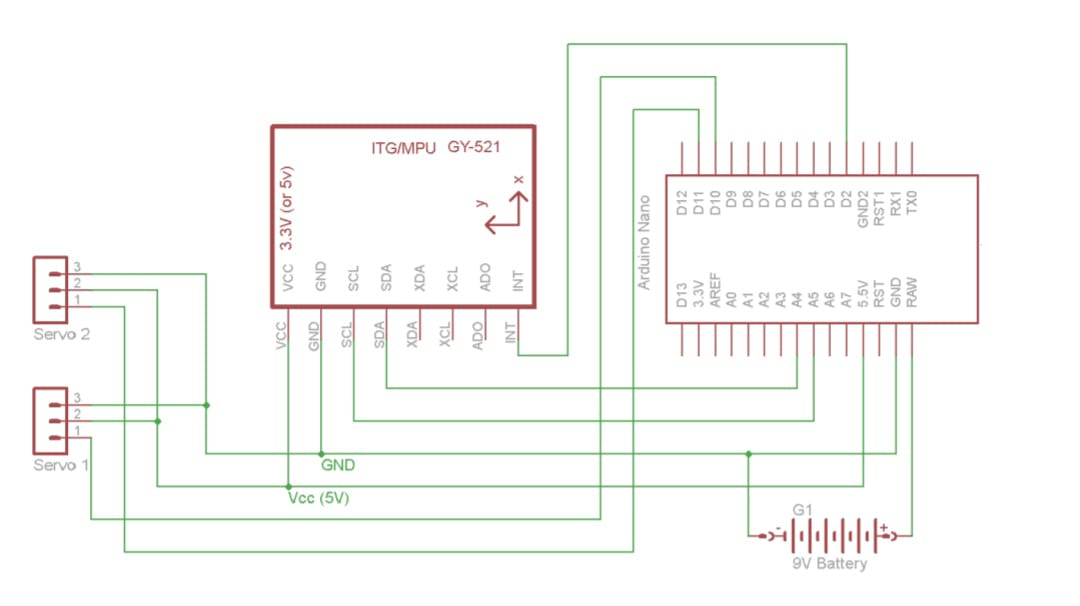 ITG/MPU GY-521
3.3V (or 5v)
x
y
VCC
GND
SCL
SDA
XDA
XCL
ADO
INT
VCC
GND
SCL
SDA
XDA
XCL
ADO
INT
Arduino Nano
D12
D11
D10
D9
D8
D7
D6
D5
D4
D3
D2
GND2
RST1
RX1
TX0
D13
3.3V
AREF
A0
A1
A2
A3
A4
A5
A6
A7
5.5V
RST
GND
RAW
3
2
1
Servo 2
3
2
1
Servo 1
GND
Vcc (5V)
G1
- +
9V Battery